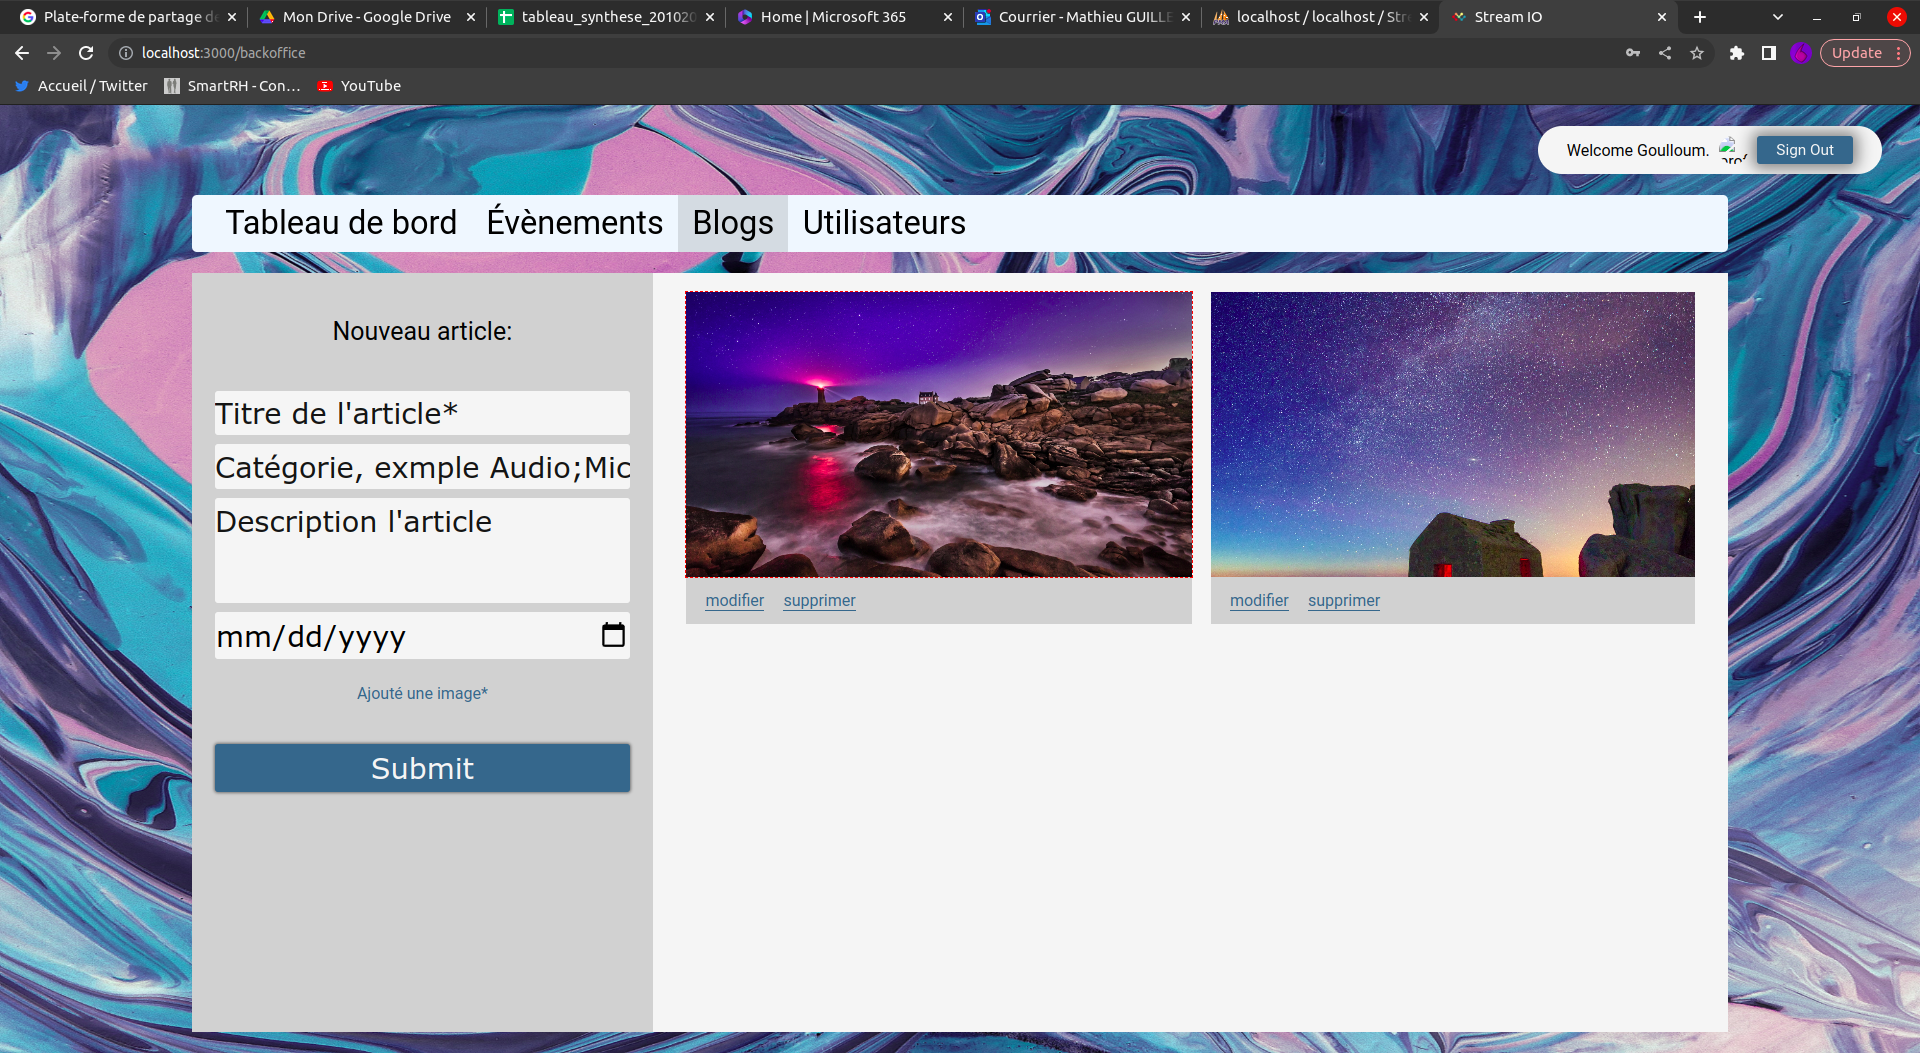 Plate-forme de partage de
Mon Drive - Google Drive
tableau_synthese_201020
Home | Microsoft 365
Courrier - Mathieu GUILLE
localhost / localhost / Stre
Stream IO
localhost:3000/backoffice
Update
Accueil / Twitter
SmartRH - Con...
YouTube
Welcome Goulloum.
Sign Out
Tableau de bord
Évènements
Blogs
Utilisateurs
Nouveau article:
Titre de l'article*
Catégorie, exmple Audio;Mic
Description l'article
mm/dd/yyyy
Ajouté une image*
Submit
modifier
supprimer
modifier
supprimer